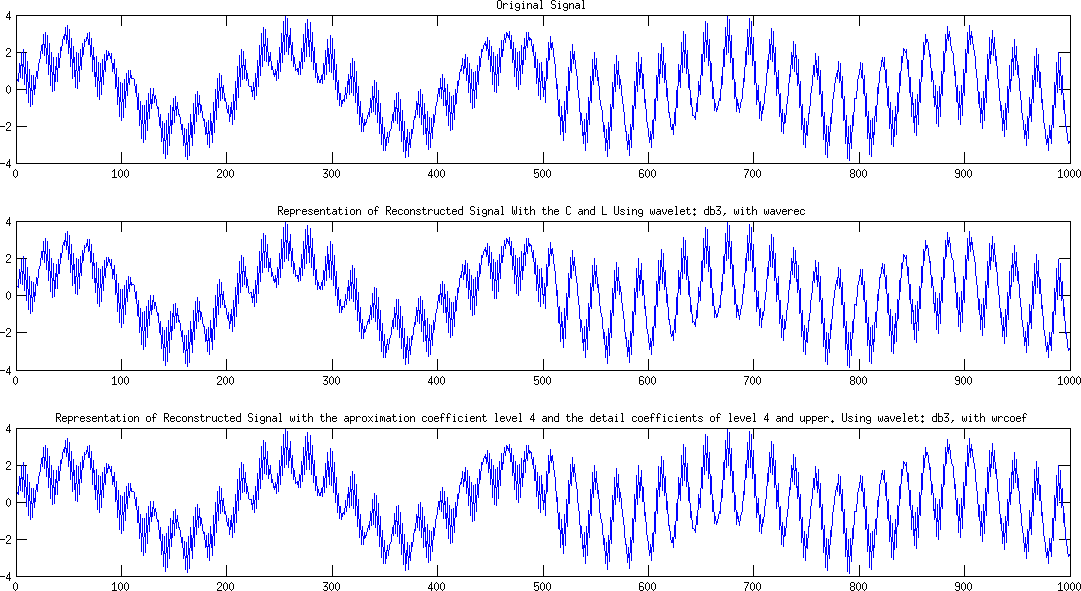 Original Signal
4
2
0
-2
-4
0 100 200 300 400 500 600 700 800 900 1000
Representation of Reconstructed Signal With the C and L Using wavelet: db3, with waverec
4
2
0
-2
-4
0 100 200 300 400 500 600 700 800 900 1000
Representation of Reconstructed Signal with the aproximation coefficient level 4 and the detail coefficients of level 4 and upper. Using wavelet: db3, with wrcoef
4
2
0
-2
-4
0 100 200 300 400 500 600 700 800 900 1000